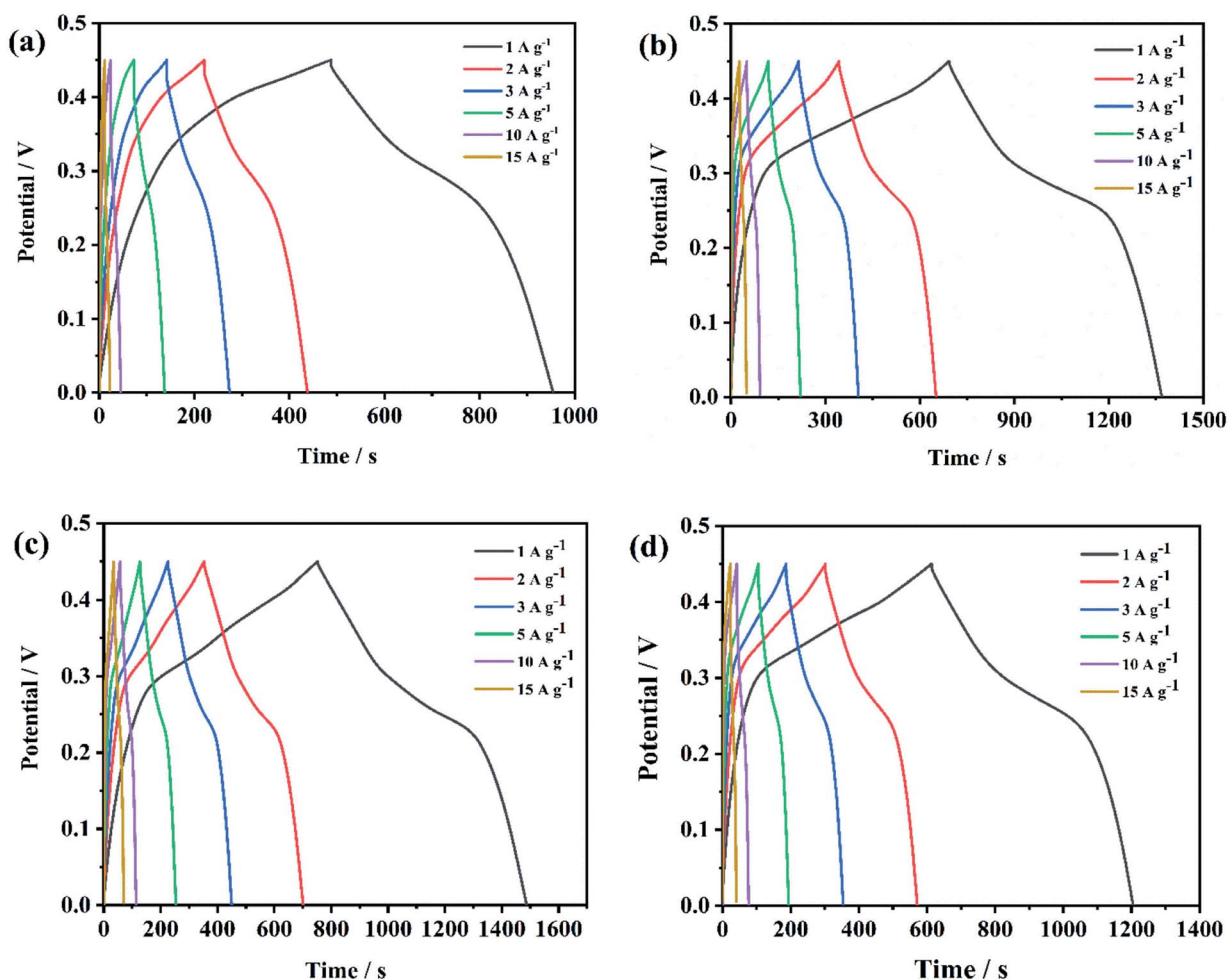 (a)
0.5
0.4
0.3
0.2
0.1
0.0
Potential / V
1 A g⁻¹
2 A g⁻¹
3 A g⁻¹
5 A g⁻¹
10 A g⁻¹
15 A g⁻¹
0 200 400 600 800 1000
Time / s
(b)
0.5
0.4
0.3
0.2
0.1
0.0
Potential / V
1 A g⁻¹
2 A g⁻¹
3 A g⁻¹
5 A g⁻¹
10 A g⁻¹
15 A g⁻¹
0 300 600 900 1200 1500
Time / s
(c)
0.5
0.4
0.3
0.2
0.1
0.0
Potential / V
1 A g⁻¹
2 A g⁻¹
3 A g⁻¹
5 A g⁻¹
10 A g⁻¹
15 A g⁻¹
0 200 400 600 800 1000 1200 1400 1600
Time / s
(d)
0.5
0.4
0.3
0.2
0.1
0.0
Potential / V
1 A g⁻¹
2 A g⁻¹
3 A g⁻¹
5 A g⁻¹
10 A g⁻¹
15 A g⁻¹
0 200 400 600 800 1000 1200 1400
Time / s